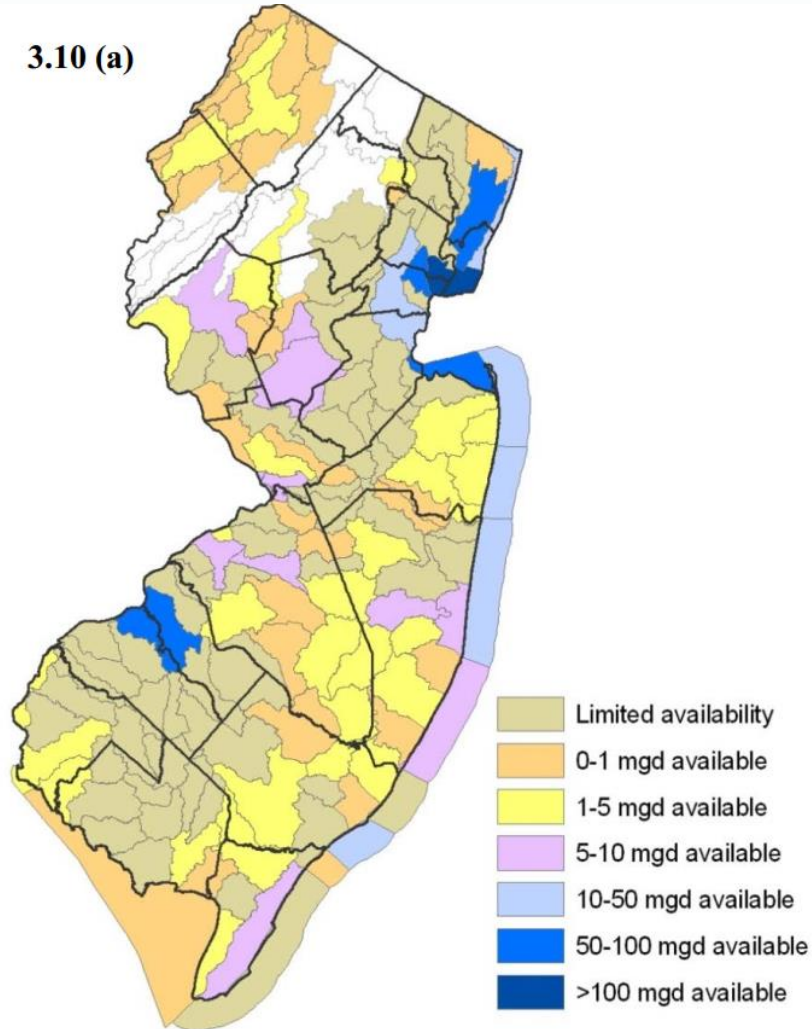 3.10 (a)
Limited availability
0-1 mgd available
1-5 mgd available
5-10 mgd available
10-50 mgd available
50-100 mgd available
>100 mgd available